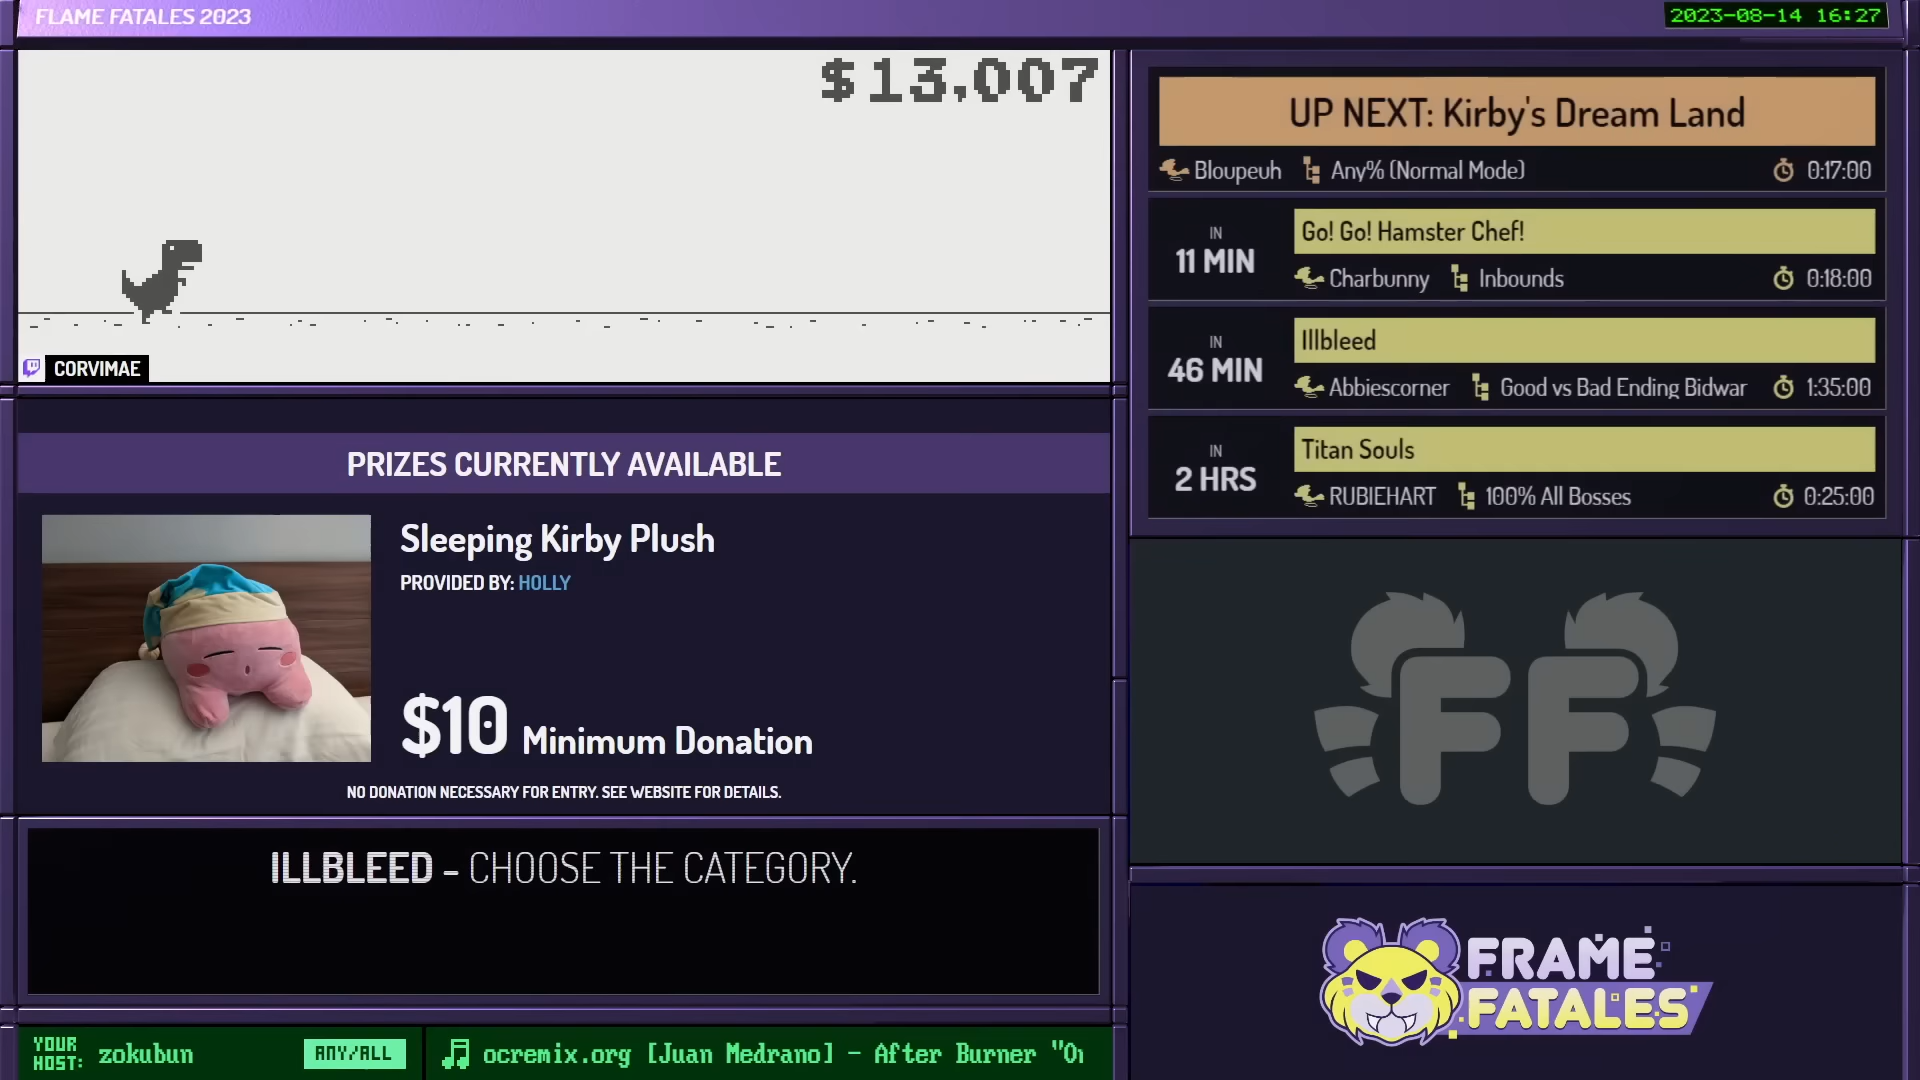 FLAME FATALES 2023
2023-08-14 16:27
$13,007
CORVIMAE
UP NEXT: Kirby's Dream Land
Bloupeuh Any% (Normal Mode) 0:17:00
IN
11 MIN
Go! Go! Hamster Chef!
Charbunny Inbounds 0:18:00
IN
46 MIN
Illbleed
Abbiescorner Good vs Bad Ending Bidwar 1:35:00
IN
2 HRS
Titan Souls
RUBIEHART 100% All Bosses 0:25:00
PRIZES CURRENTLY AVAILABLE
Sleeping Kirby Plush
PROVIDED BY: HOLLY
$10 Minimum Donation
NO DONATION NECESSARY FOR ENTRY. SEE WEBSITE FOR DETAILS.
FF
ILLBLEED - CHOOSE THE CATEGORY.
FRAME
FATALES
YOUR
HOST: zokubun ANY/ALL
ocremix.org [Juan Medrano] - After Burner